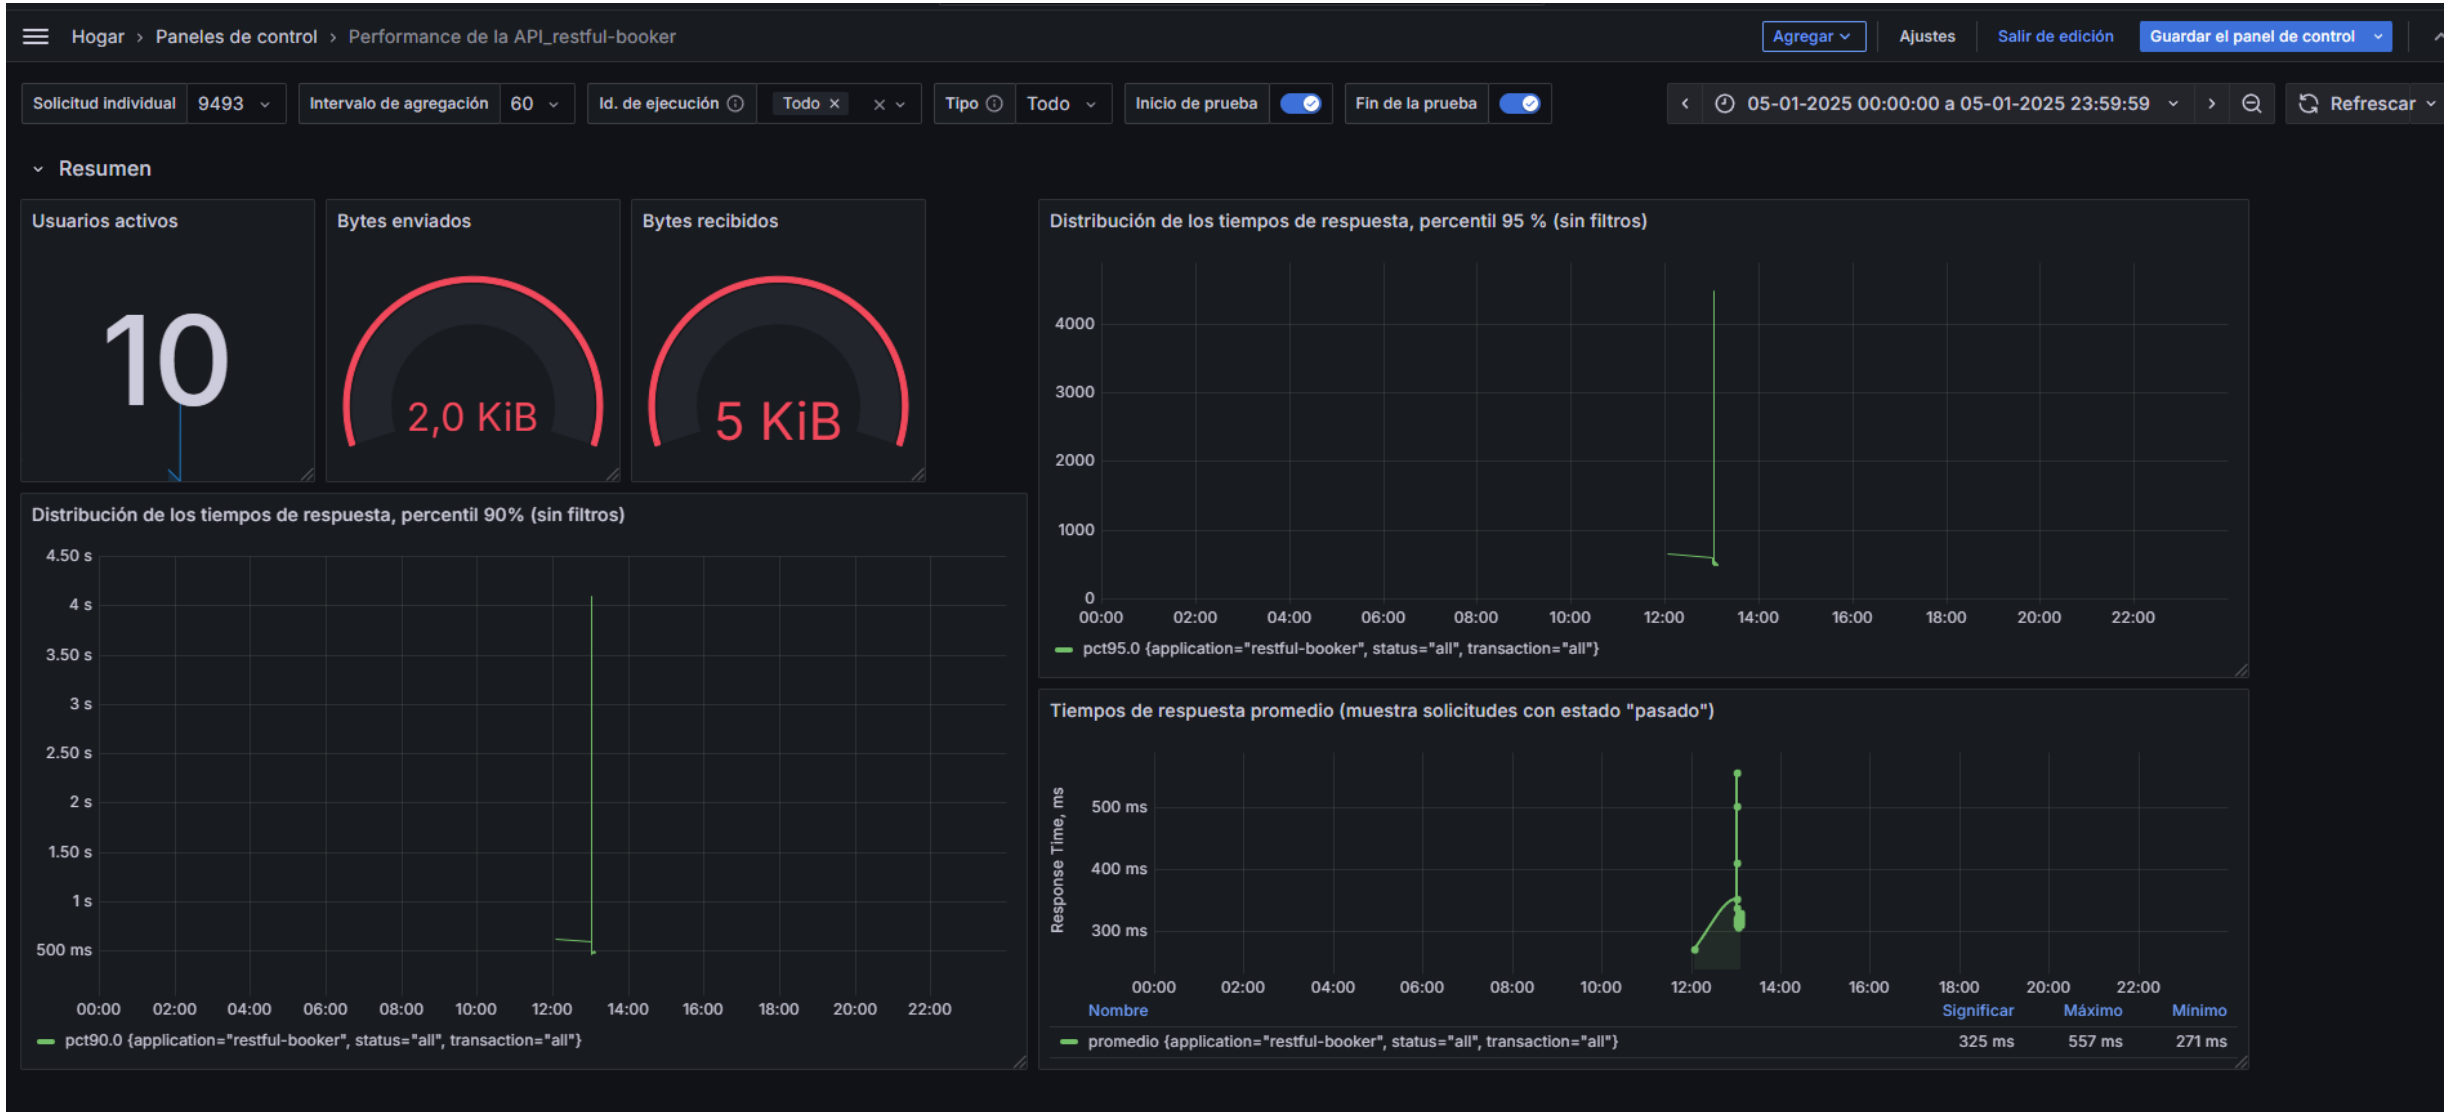 Hogar › Paneles de control › Performance de la API_restful-booker
Agregar
Ajustes
Salir de edición
Guardar el panel de control
Solicitud individual 9493
Intervalo de agregación 60
Id. de ejecución Todo
Tipo Todo
Inicio de prueba
Fin de la prueba
05-01-2025 00:00:00 a 05-01-2025 23:59:59
Refrescar
Resumen
Usuarios activos
10
Bytes enviados
2,0 KiB
Bytes recibidos
5 KiB
Distribución de los tiempos de respuesta, percentil 95 % (sin filtros)
4000
3000
2000
1000
0
00:00 02:00 04:00 06:00 08:00 10:00 12:00 14:00 16:00 18:00 20:00 22:00
pct95.0 {application="restful-booker", status="all", transaction="all"}
Distribución de los tiempos de respuesta, percentil 90% (sin filtros)
4.50 s
4 s
3.50 s
3 s
2.50 s
2 s
1.50 s
1 s
500 ms
00:00 02:00 04:00 06:00 08:00 10:00 12:00 14:00 16:00 18:00 20:00 22:00
pct90.0 {application="restful-booker", status="all", transaction="all"}
Tiempos de respuesta promedio (muestra solicitudes con estado "pasado")
Response Time, ms
500 ms
400 ms
300 ms
00:00 02:00 04:00 06:00 08:00 10:00 12:00 14:00 16:00 18:00 20:00 22:00
Nombre Significar Máximo Mínimo
promedio {application="restful-booker", status="all", transaction="all"} 325 ms 557 ms 271 ms